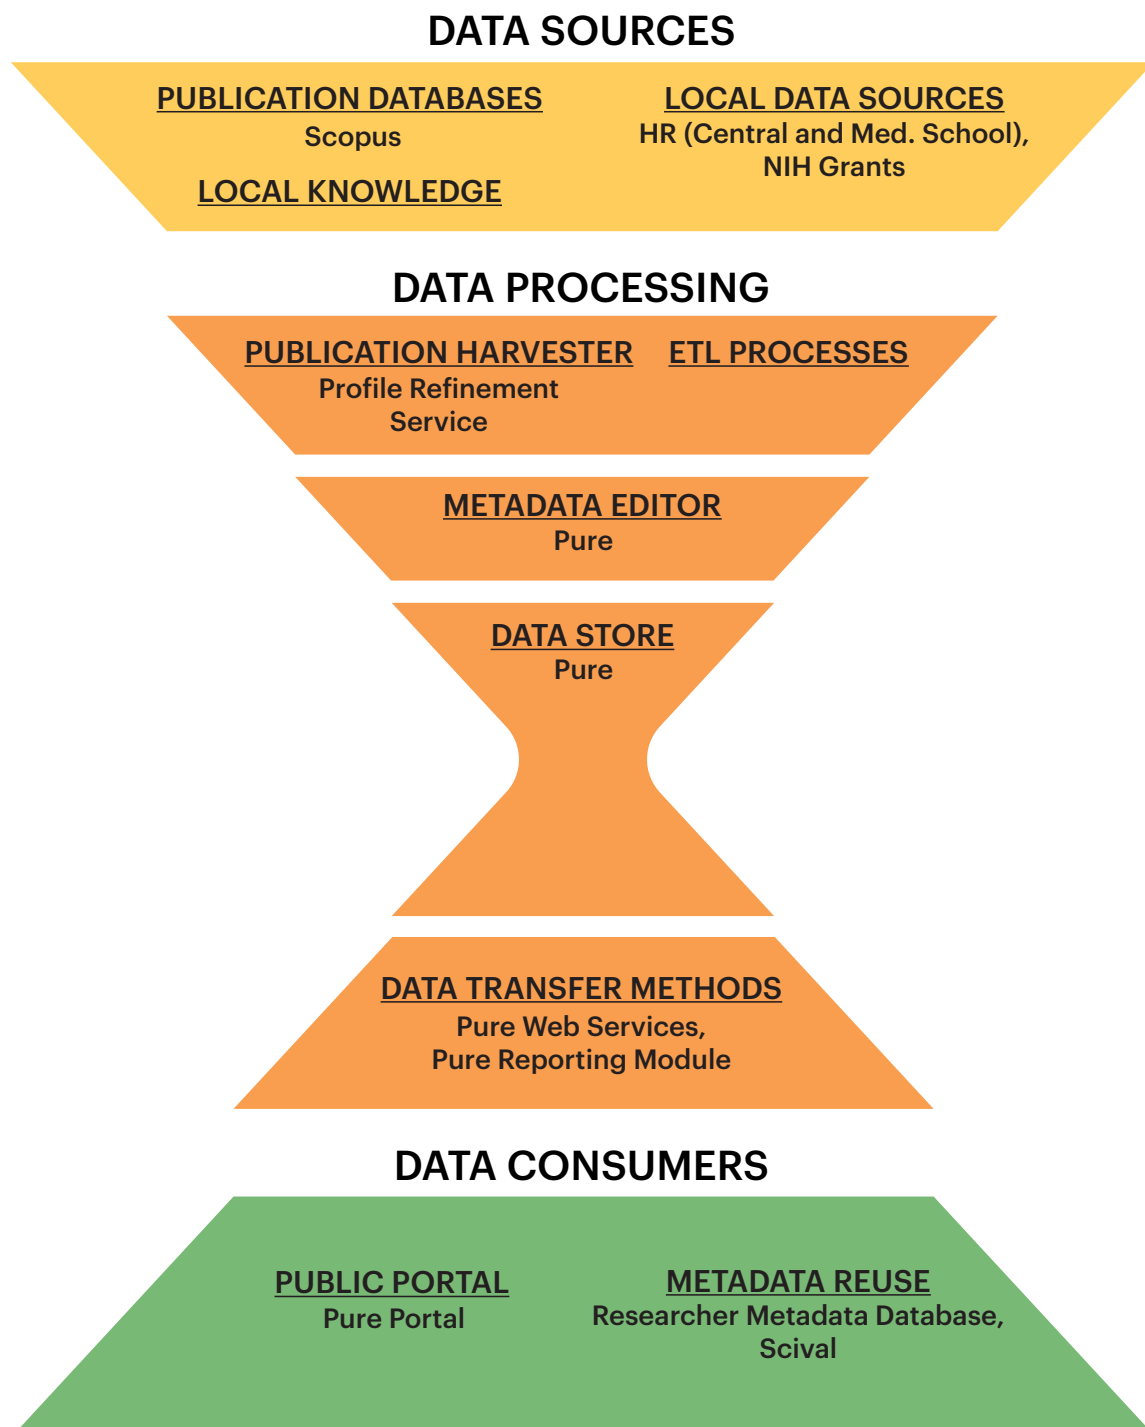 DATA SOURCES
PUBLICATION DATABASES
Scopus
LOCAL KNOWLEDGE
LOCAL DATA SOURCES
HR (Central and Med. School),
NIH Grants
DATA PROCESSING
PUBLICATION HARVESTER
Profile Refinement
Service
ETL PROCESSES
METADATA EDITOR
Pure
DATA STORE
Pure
DATA TRANSFER METHODS
Pure Web Services,
Pure Reporting Module
DATA CONSUMERS
PUBLIC PORTAL
Pure Portal
METADATA REUSE
Researcher Metadata Database,
Scival